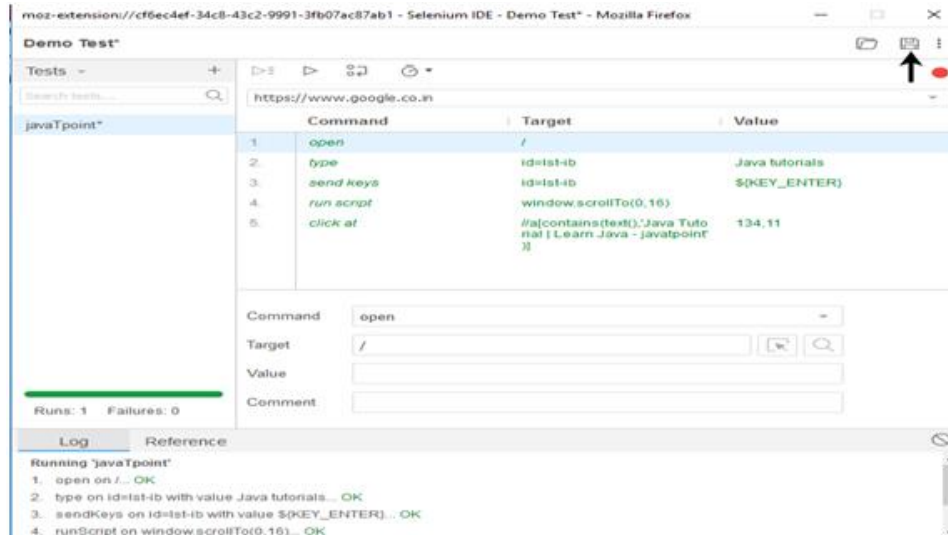 moz-extension://cf6ec4ef-34c8-43c2-9991-3fb07ac87ab1 - Selenium IDE - Demo Test* - Mozilla Firefox
Demo Test*
Tests
Search tests...
https://www.google.co.in
javaTpoint*
Command Target Value
1. open /
2. type id=lst-ib Java tutorials
3. send keys id=lst-ib ${KEY_ENTER}
4. run script window.scrollTo(0,16)
5. click at //a[contains(text(),'Java Tuto 134,11
rial | Learn Java - javatpoint'
)]
Command open
Target /
Value
Comment
Runs: 1 Failures: 0
Log Reference
Running 'javaTpoint'
1. open on /... OK
2. type on id=lst-ib with value Java tutorials... OK
3. sendKeys on id=lst-ib with value ${KEY_ENTER}... OK
4. runScript on window.scrollTo(0,16)... OK